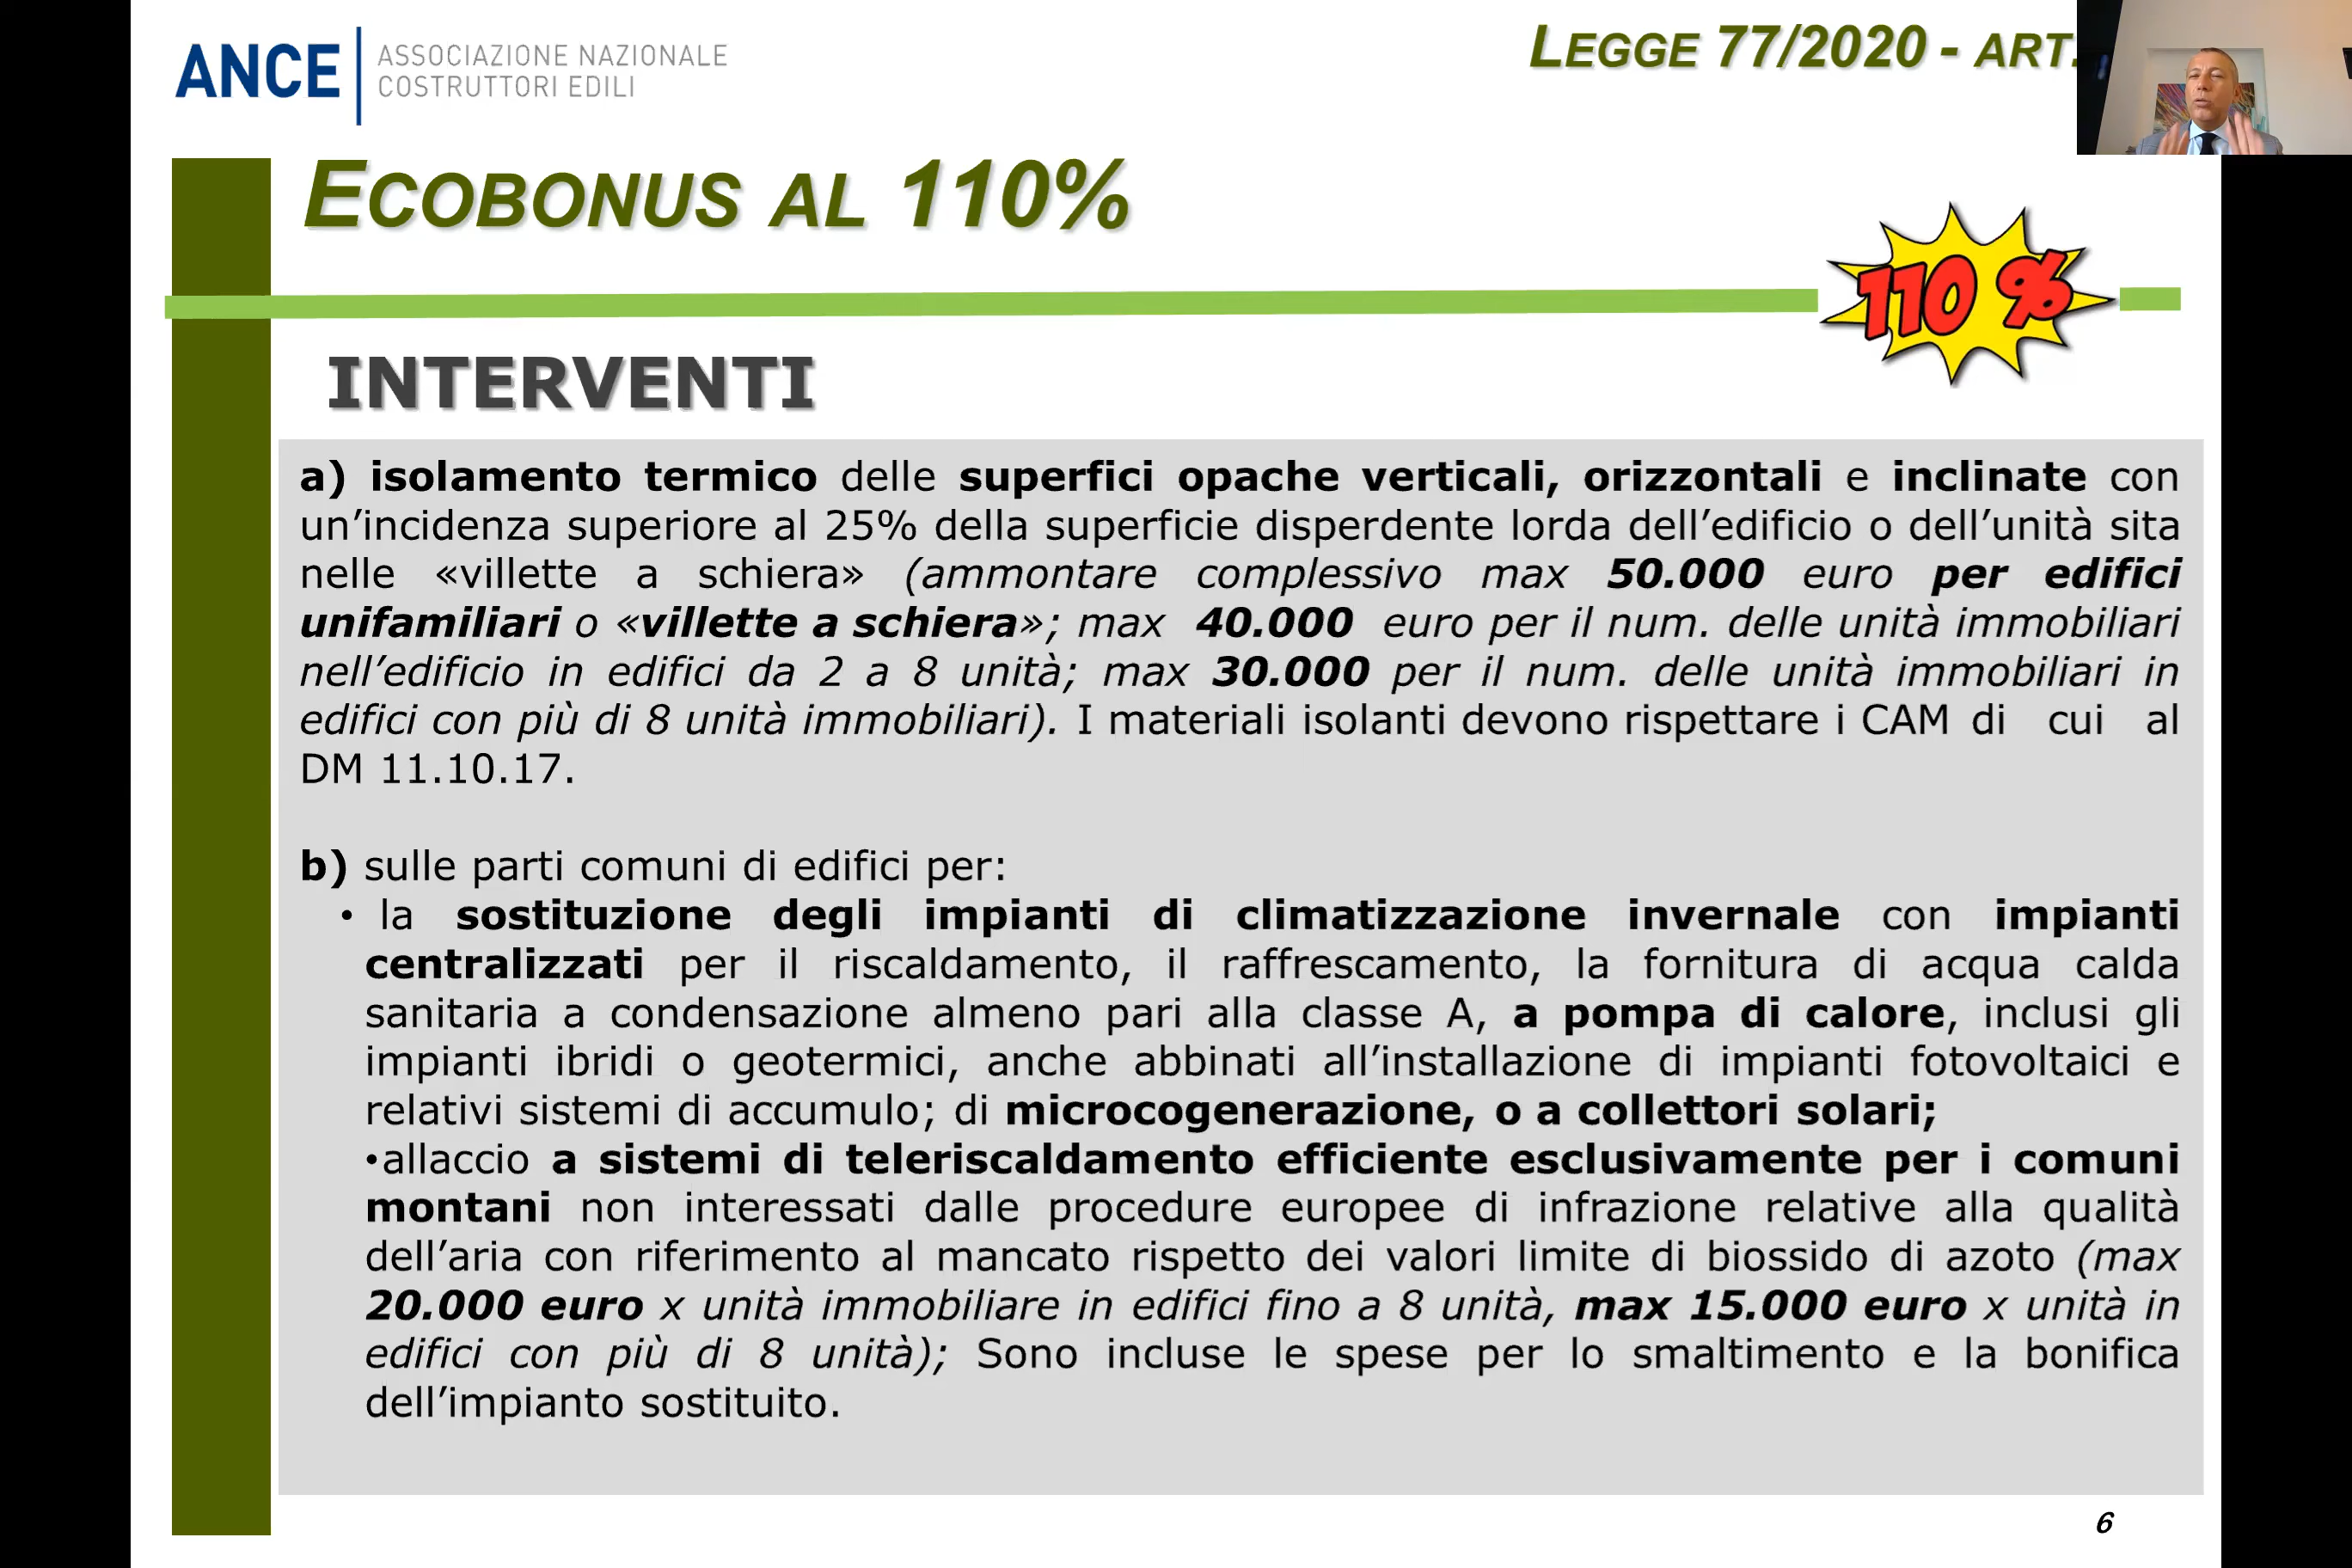 ANCE
ASSOCIAZIONE NAZIONALE
COSTRUTTORI EDILI
LEGGE 77/2020 - ART.
ECOBONUS AL 110%
110 %
INTERVENTI
a) isolamento termico delle superfici opache verticali, orizzontali e inclinate con
un’incidenza superiore al 25% della superficie disperdente lorda dell’edificio o dell’unità sita
nelle «villette a schiera» (ammontare complessivo max 50.000 euro per edifici
unifamiliari o «villette a schiera»; max 40.000 euro per il num. delle unità immobiliari
nell’edificio in edifici da 2 a 8 unità; max 30.000 per il num. delle unità immobiliari in
edifici con più di 8 unità immobiliari). I materiali isolanti devono rispettare i CAM di cui al
DM 11.10.17.
b) sulle parti comuni di edifici per:
• la sostituzione degli impianti di climatizzazione invernale con impianti
centralizzati per il riscaldamento, il raffrescamento, la fornitura di acqua calda
sanitaria a condensazione almeno pari alla classe A, a pompa di calore, inclusi gli
impianti ibridi o geotermici, anche abbinati all’installazione di impianti fotovoltaici e
relativi sistemi di accumulo; di microcogenerazione, o a collettori solari;
•allaccio a sistemi di teleriscaldamento efficiente esclusivamente per i comuni
montani non interessati dalle procedure europee di infrazione relative alla qualità
dell’aria con riferimento al mancato rispetto dei valori limite di biossido di azoto (max
20.000 euro x unità immobiliare in edifici fino a 8 unità, max 15.000 euro x unità in
edifici con più di 8 unità); Sono incluse le spese per lo smaltimento e la bonifica
dell’impianto sostituito.
6